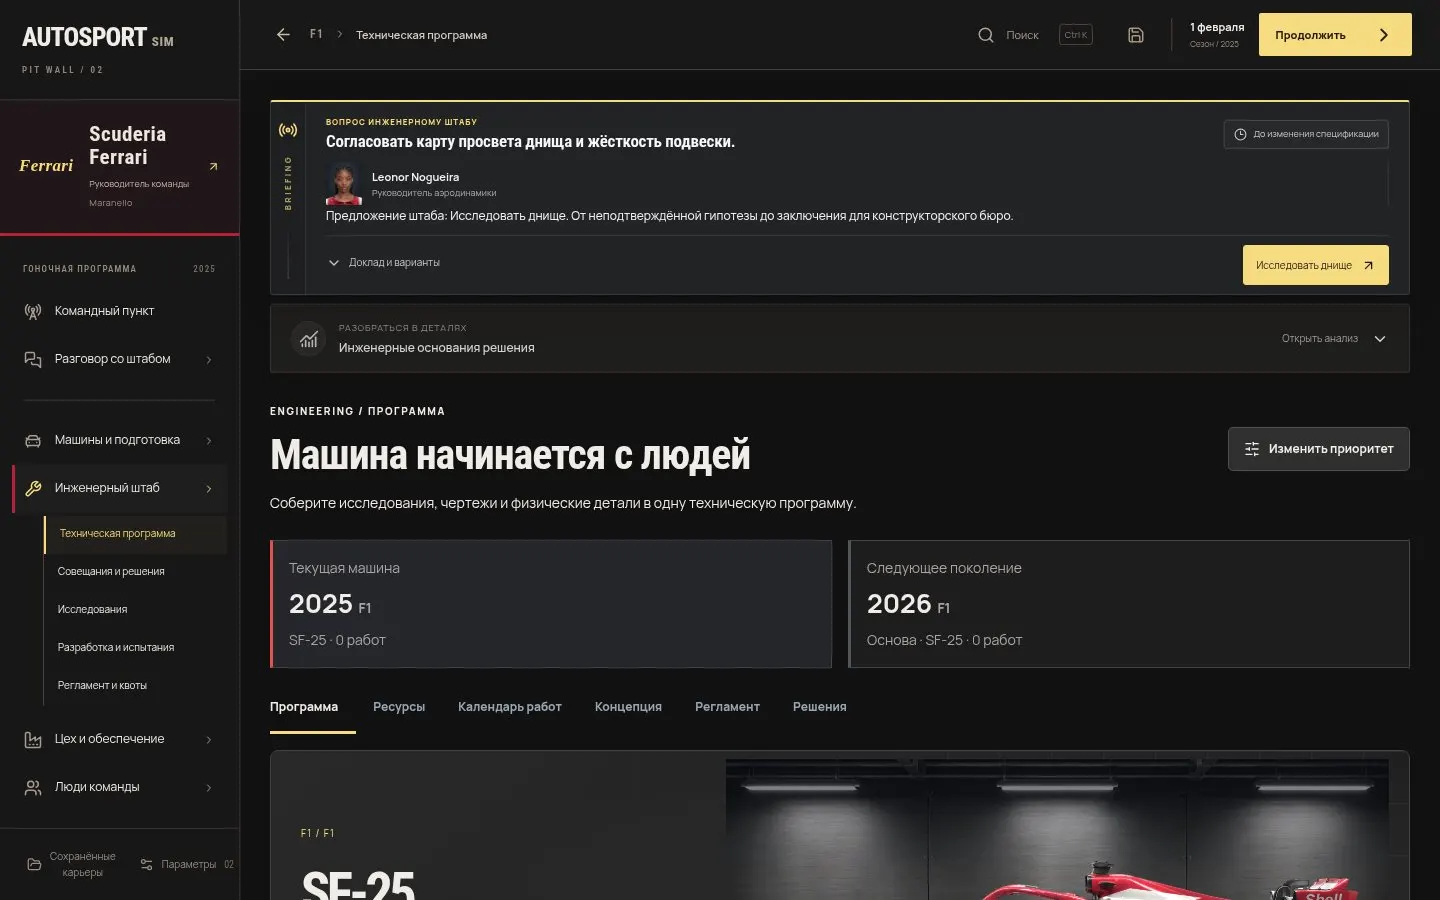 AUTOSPORT SIM
PIT WALL / 02
Ferrari
Scuderia
Ferrari
Руководитель команды
Maranello
ГОНОЧНАЯ ПРОГРАММА 2025
Командный пункт
Разговор со штабом
Машины и подготовка
Инженерный штаб
Техническая программа
Совещания и решения
Исследования
Разработка и испытания
Регламент и квоты
Цех и обеспечение
Люди команды
Сохранённые
карьеры
Параметры 02
F1 Техническая программа
Поиск Ctrl K
1 февраля
Сезон / 2025
Продолжить
BRIEFING
ВОПРОС ИНЖЕНЕРНОМУ ШТАБУ
Согласовать карту просвета днища и жёсткость подвески.
До изменения спецификации
Leonor Nogueira
Руководитель аэродинамики
Предложение штаба: Исследовать днище. От неподтверждённой гипотезы до заключения для конструкторского бюро.
Доклад и варианты
Исследовать днище
РАЗОБРАТЬСЯ В ДЕТАЛЯХ
Инженерные основания решения
Открыть анализ
ENGINEERING / ПРОГРАММА
Машина начинается с людей
Изменить приоритет
Соберите исследования, чертежи и физические детали в одну техническую программу.
Текущая машина
2025 F1
SF-25 · 0 работ
Следующее поколение
2026 F1
Основа · SF-25 · 0 работ
Программа Ресурсы Календарь работ Концепция Регламент Решения
F1 / F1
SF-25
Shell